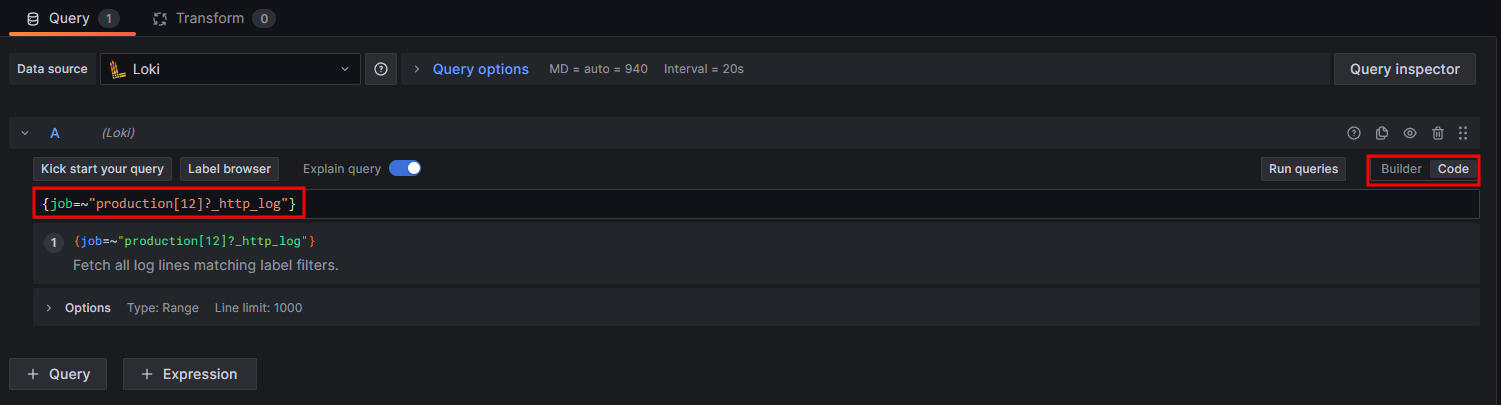 Query 1 Transform 0
Data source Loki Query options MD = auto = 940 Interval = 20s Query inspector
A (Loki)
Kick start your query Label browser Explain query Run queries Builder Code
{job=~"production[12]?_http_log"}
1 {job=~"production[12]?_http_log"}
Fetch all log lines matching label filters.
Options Type: Range Line limit: 1000
+ Query + Expression